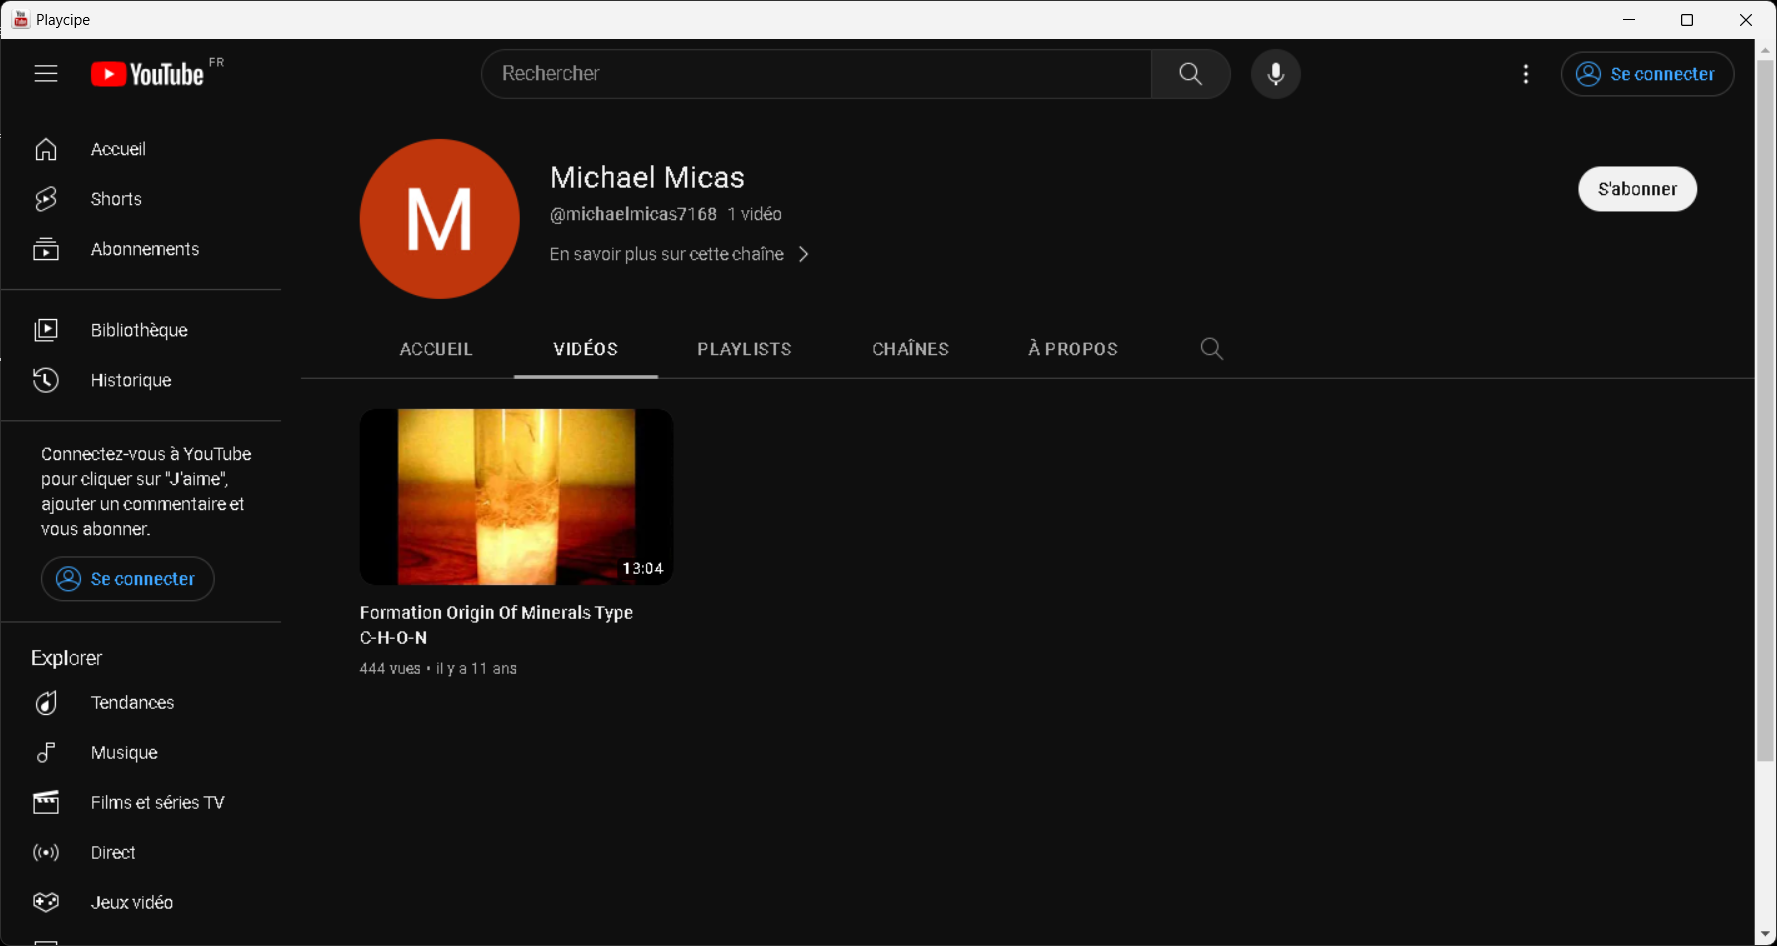 Playcipe
YouTube FR
Rechercher
Se connecter
Accueil
Shorts
Abonnements
Bibliothèque
Historique
Connectez-vous à YouTube
pour cliquer sur "J'aime",
ajouter un commentaire et
vous abonner.
Se connecter
Explorer
Tendances
Musique
Films et séries TV
Direct
Jeux vidéo
M
Michael Micas
@michaelmicas7168 1 vidéo
En savoir plus sur cette chaîne
S'abonner
ACCUEIL VIDÉOS PLAYLISTS CHAÎNES À PROPOS
13:04
Formation Origin Of Minerals Type
C-H-O-N
444 vues • il y a 11 ans